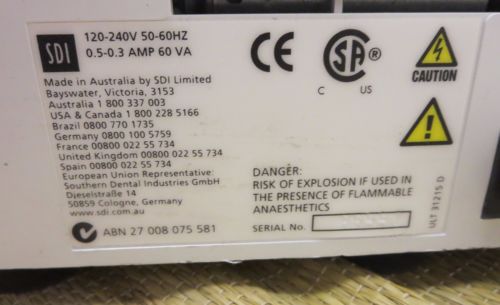 SDI
120-240V 50-60HZ
0.5-0.3 AMP 60 VA
Made in Australia by SDI Limited
Bayswater, Victoria, 3153
Australia 1 800 337 003
USA & Canada 1 800 228 5166
Brazil 0800 770 1735
Germany 0800 100 5759
France 00800 022 55 734
United Kingdom 00800 022 55 734
Spain 00800 022 55 734
European Union Representative:
Southern Dental Industries GmbH
Dieselstraße 14
50859 Cologne, Germany
www.sdi.com.au
ABN 27 008 075 581
CE
SA®
C US
CAUTION
DANGER:
RISK OF EXPLOSION IF USED IN
THE PRESENCE OF FLAMMABLE
ANAESTHETICS
SERIAL No.
ULT 31215 D